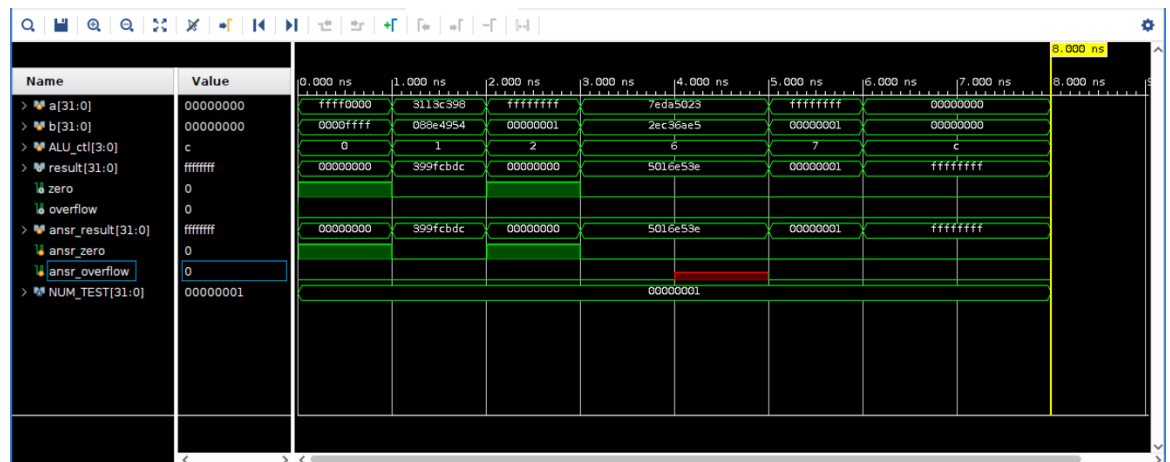 8.000 ns
Name Value 0.000 ns 1.000 ns 2.000 ns 3.000 ns 4.000 ns 5.000 ns 6.000 ns 7.000 ns 8.000 ns
a[31:0] 00000000 ffff0000 3113c398 ffffffff 7eda5023 ffffffff 00000000
b[31:0] 00000000 0000ffff 088e4954 00000001 2ec36ae5 00000001 00000000
ALU_ctl[3:0] c 0 1 2 6 7 c
result[31:0] ffffffff 00000000 399fcbdc 00000000 5016e53e 00000001 ffffffff
zero 0
overflow 0
ansr_result[31:0] ffffffff 00000000 399fcbdc 00000000 5016e53e 00000001 ffffffff
ansr_zero 0
ansr_overflow 0
NUM_TEST[31:0] 00000001 00000001